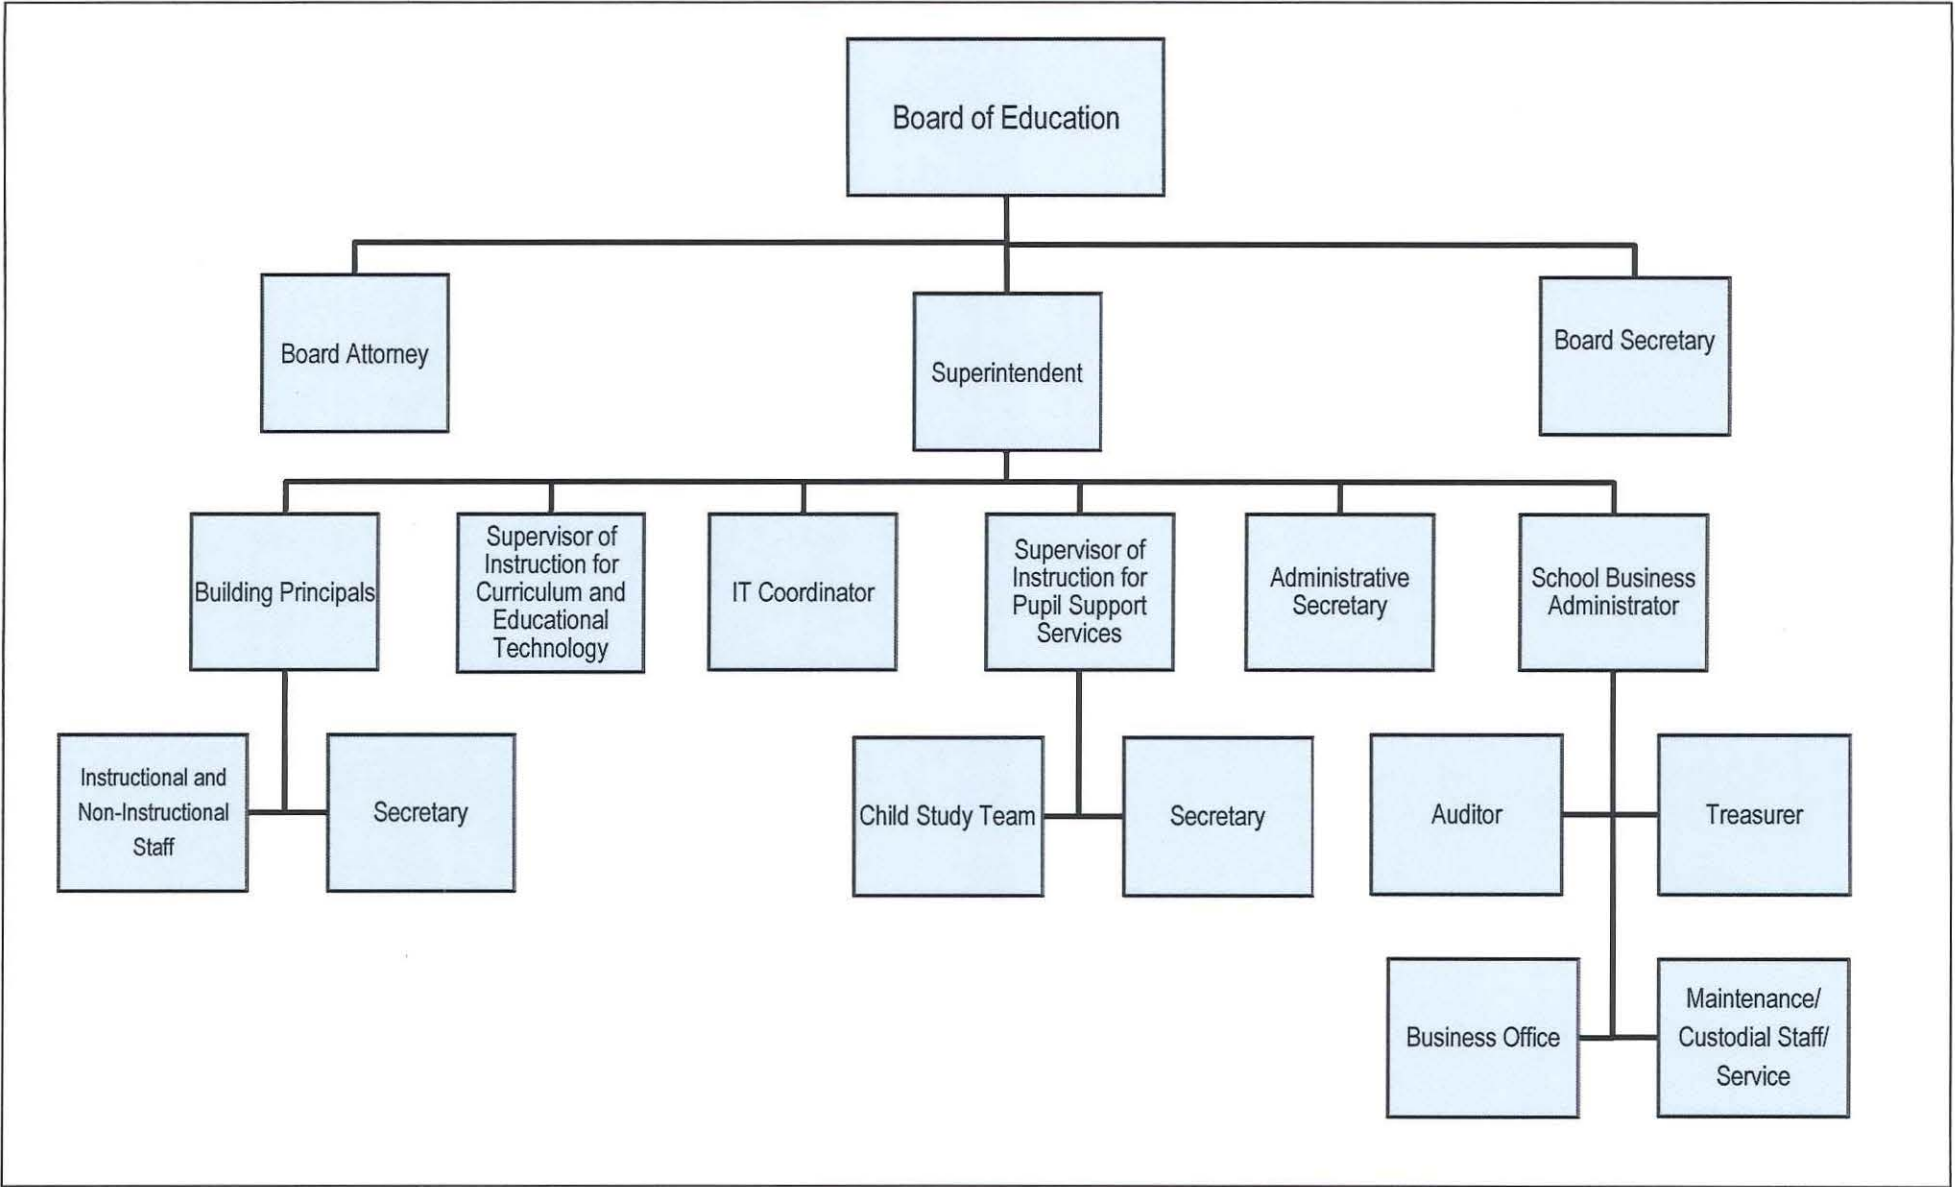 Board of Education
Board Attorney
Superintendent
Board Secretary
Building Principals
Supervisor of
Instruction for
Curriculum and
Educational
Technology
IT Coordinator
Supervisor of
Instruction for
Pupil Support
Services
Administrative
Secretary
School Business
Administrator
Instructional and
Non-Instructional
Staff
Secretary
Child Study Team
Secretary
Auditor
Treasurer
Business Office
Maintenance/
Custodial Staff/
Service